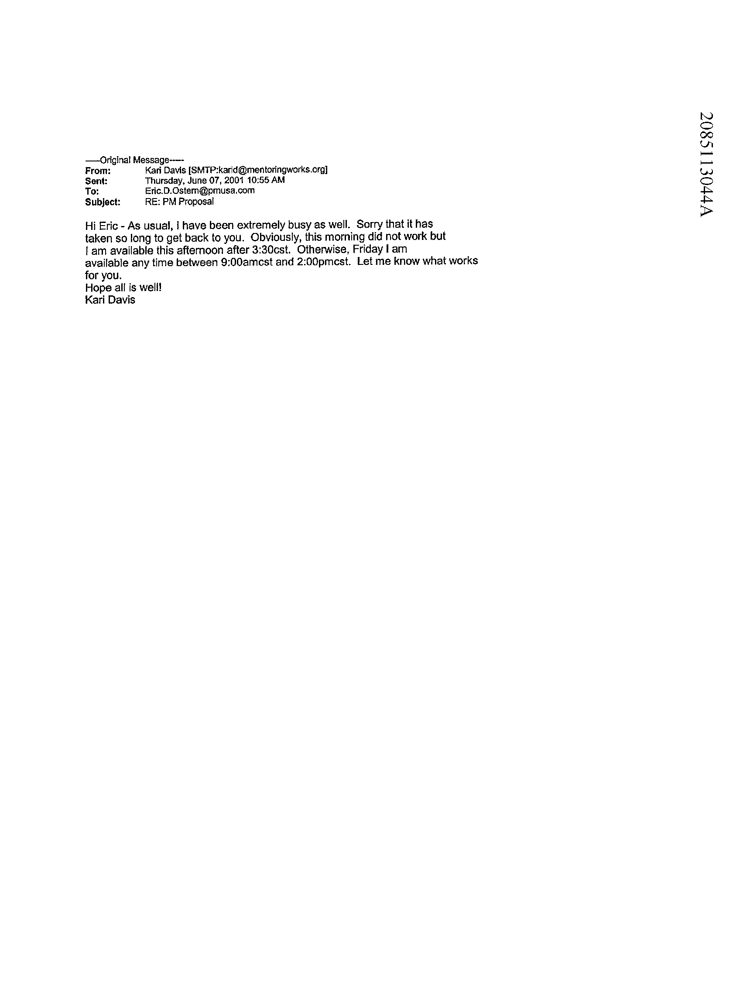 -----Original Message-----
From: Kari Davis [SMTP:karid@mentoringworks.org]
Sent: Thursday, June 07, 2001 10:55 AM
To: Eric.D.Ostern@pmusa.com
Subject: RE: PM Proposal
Hi Eric - As usual, I have been extremely busy as well. Sorry that it has
taken so long to get back to you. Obviously, this morning did not work but
I am available this afternoon after 3:30cst. Otherwise, Friday I am
available any time between 9:00amcst and 2:00pmcst. Let me know what works
for you.
Hope all is well!
Kari Davis
2085113044A